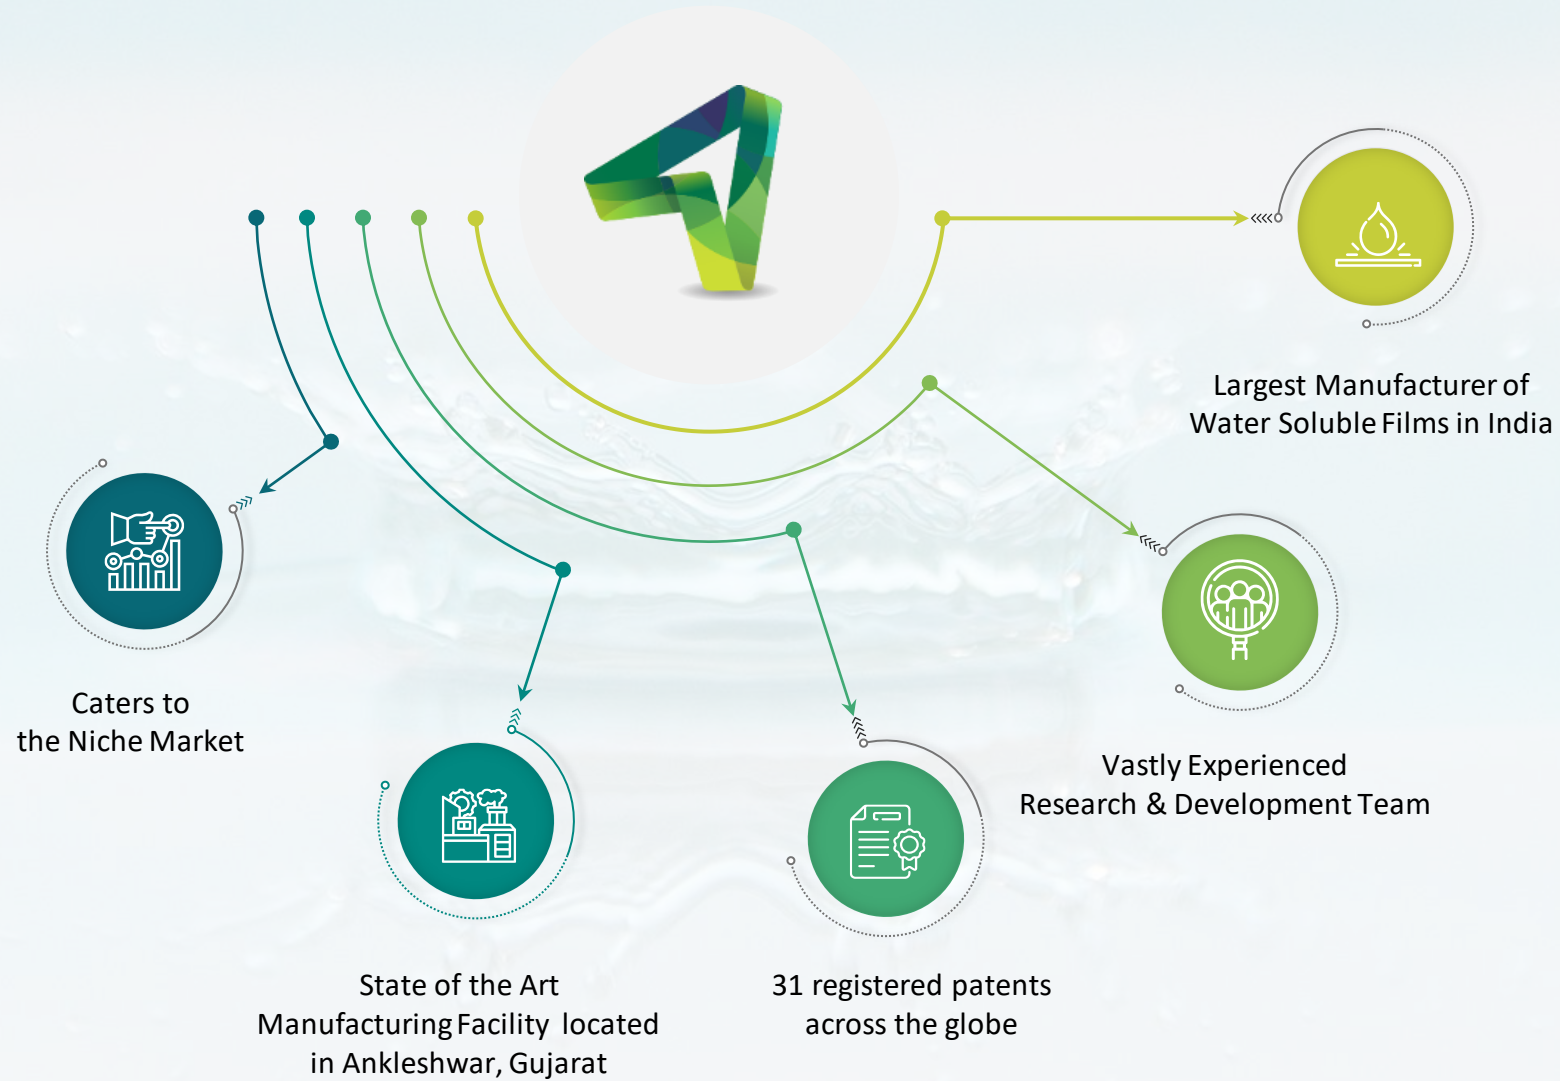 Largest Manufacturer of
Water Soluble Films in India
Caters to
the Niche Market
Vastly Experienced
Research & Development Team
State of the Art
Manufacturing Facility located
in Ankleshwar, Gujarat
31 registered patents
across the globe